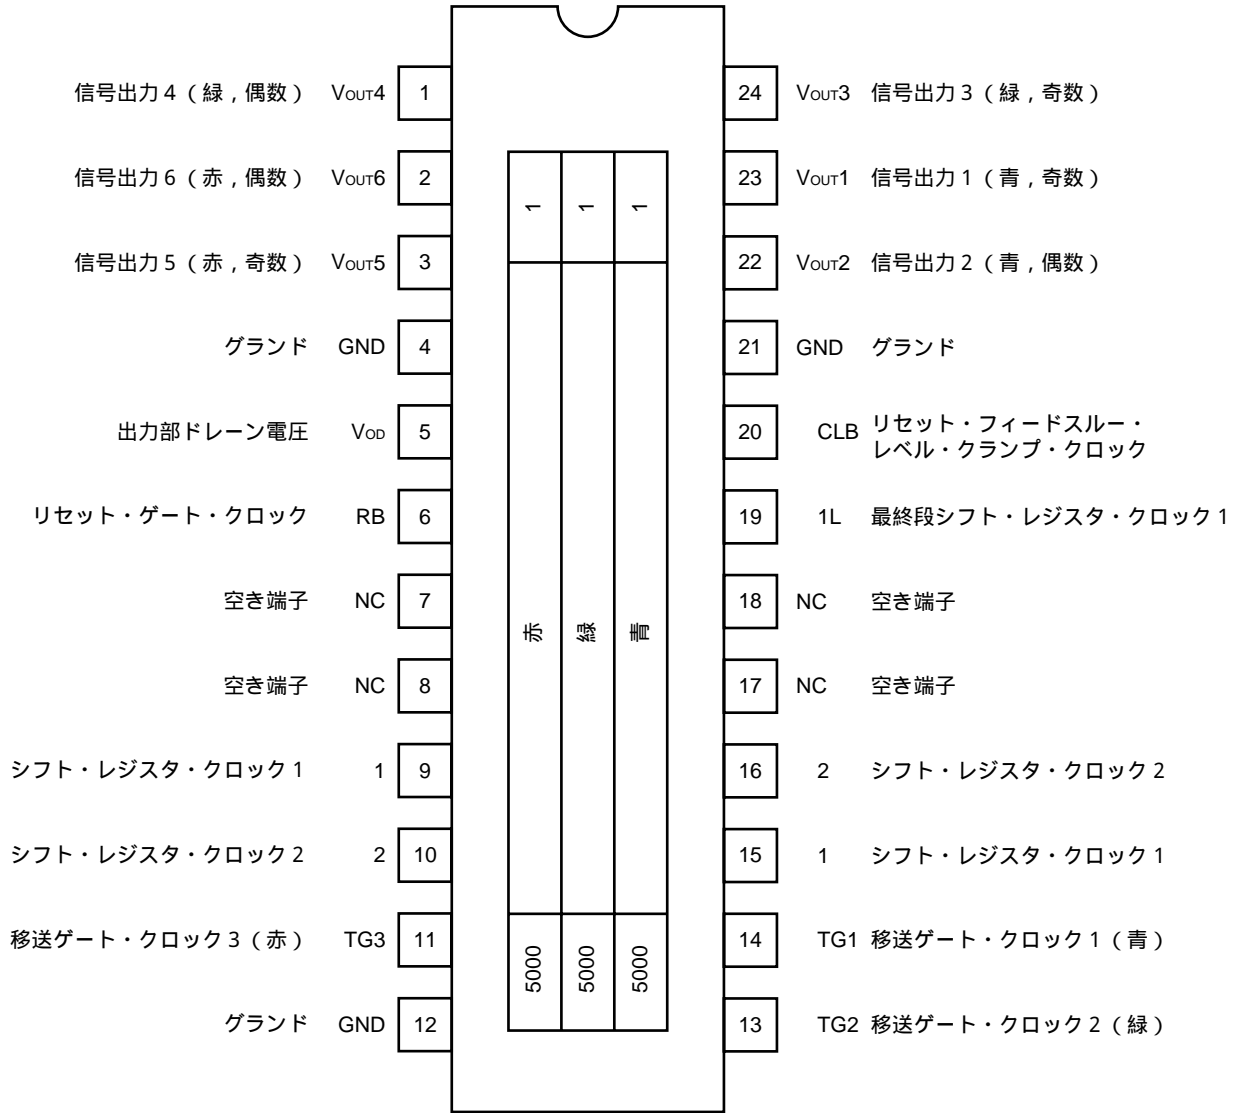 信号出力4（緑，偶数） VOUT4 1
24 VOUT3 信号出力3（緑，奇数）
信号出力6（赤，偶数） VOUT6 2
23 VOUT1 信号出力1（青，奇数）
1 1 1
信号出力5（赤，奇数） VOUT5 3
22 VOUT2 信号出力2（青，偶数）
グランド GND 4
21 GND グランド
出力部ドレーン電圧 VOD 5
20 CLB リセット・フィードスルー・
レベル・クランプ・クロック
リセット・ゲート・クロック RB 6
19 1L 最終段シフト・レジスタ・クロック1
空き端子 NC 7
18 NC 空き端子
赤 緑 青
空き端子 NC 8
17 NC 空き端子
シフト・レジスタ・クロック1 1 9
16 2 シフト・レジスタ・クロック2
シフト・レジスタ・クロック2 2 10
15 1 シフト・レジスタ・クロック1
移送ゲート・クロック3（赤） TG3 11
14 TG1 移送ゲート・クロック1（青）
5000 5000 5000
グランド GND 12
13 TG2 移送ゲート・クロック2（緑）